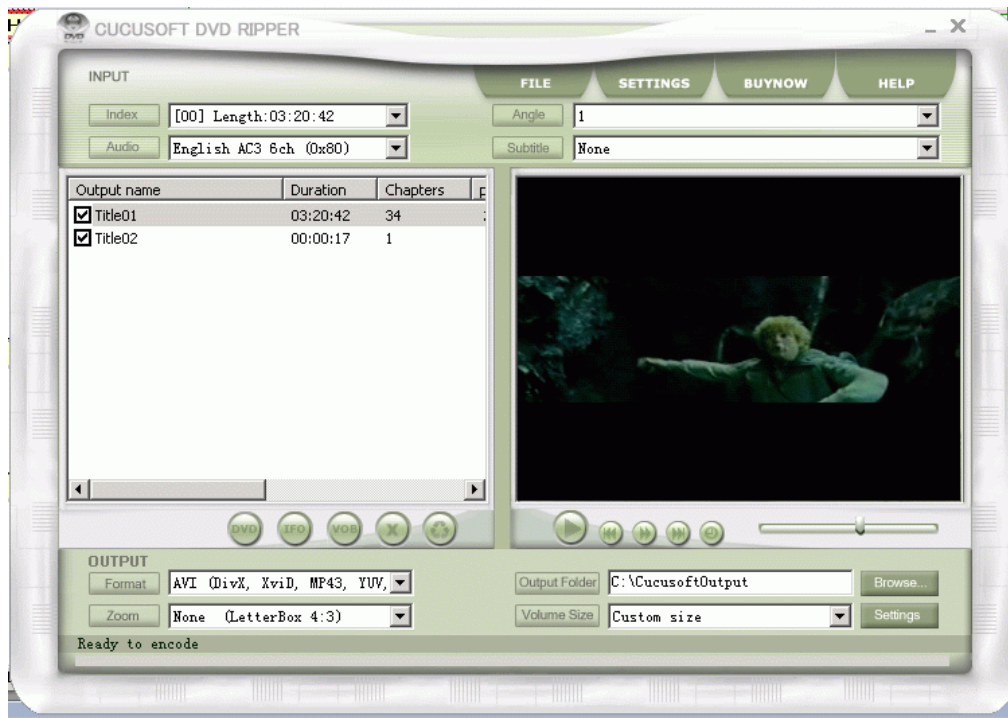 CUCUSOFT DVD RIPPER
INPUT
FILE SETTINGS BUYNOW HELP
Index [00] Length:03:20:42 Angle 1
Audio English AC3 6ch (0x80) Subtitle None
Output name Duration Chapters
Title01 03:20:42 34
Title02 00:00:17 1
DVD IFO VOB X
OUTPUT
Format AVI (DivX, XviD, MP43, YUV, Output Folder C:\CucusoftOutput Browse...
Zoom None (LetterBox 4:3) Volume Size Custom size Settings
Ready to encode